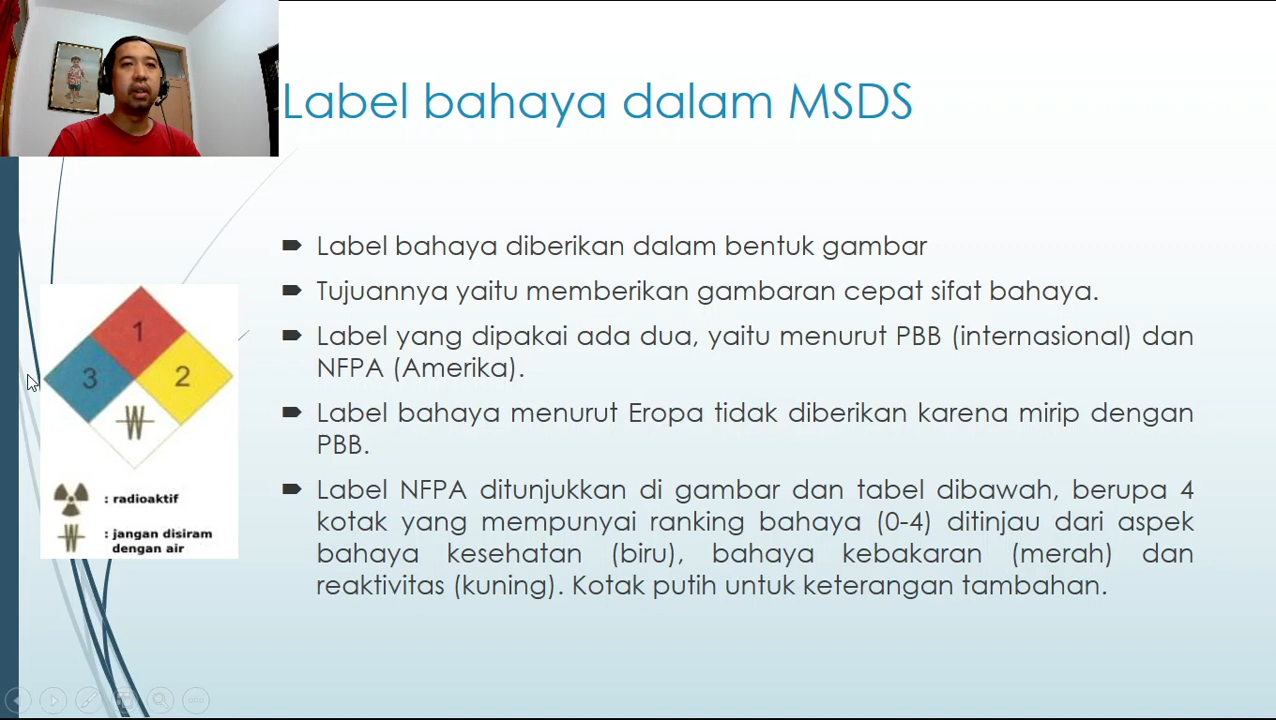 Label bahaya dalam MSDS
Label bahaya diberikan dalam bentuk gambar
Tujuannya yaitu memberikan gambaran cepat sifat bahaya.
Label yang dipakai ada dua, yaitu menurut PBB (internasional) dan
NFPA (Amerika).
Label bahaya menurut Eropa tidak diberikan karena mirip dengan
PBB.
Label NFPA ditunjukkan di gambar dan tabel dibawah, berupa 4
kotak yang mempunyai ranking bahaya (0-4) ditinjau dari aspek
bahaya kesehatan (biru), bahaya kebakaran (merah) dan
reaktivitas (kuning). Kotak putih untuk keterangan tambahan.
1
3 2
W
: radioaktif
W : jangan disiram
dengan air